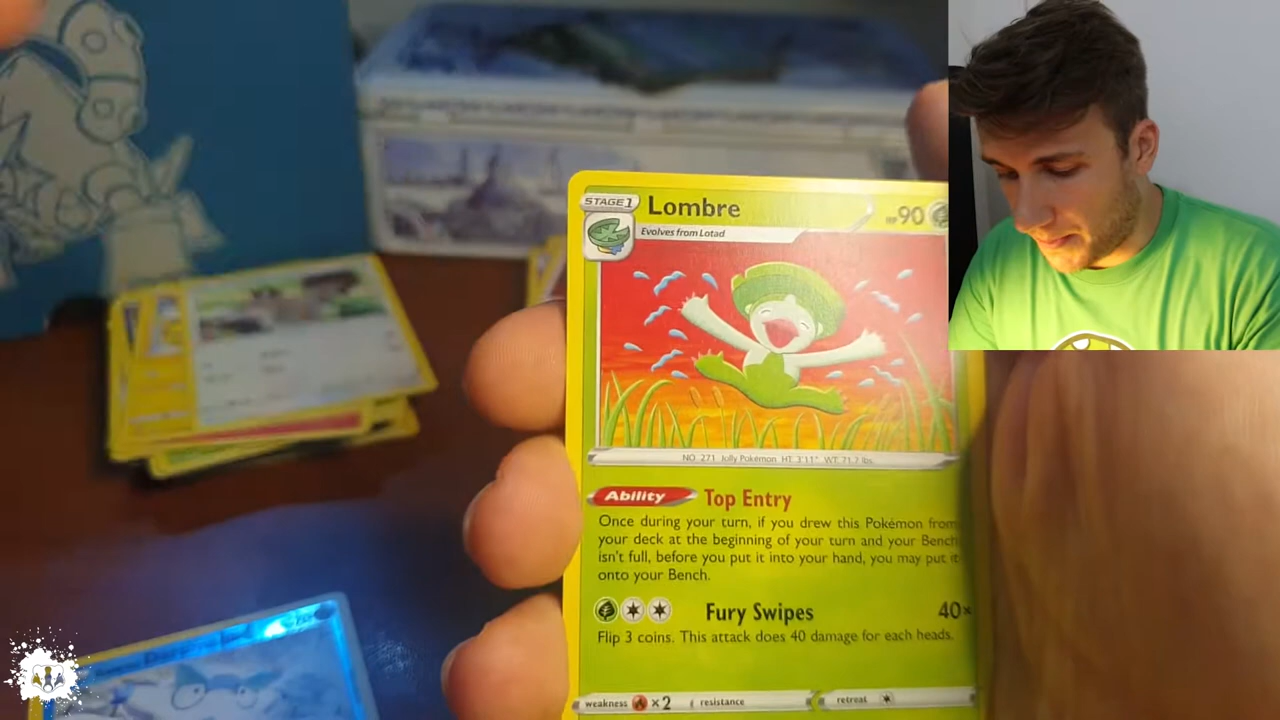 STAGE 1
Lombre
HP 90
Evolves from Lotad
NO. 271 Jolly Pokémon HT: 3'11" WT: 71.7 lbs.
Ability Top Entry
Once during your turn, if you drew this Pokémon from
your deck at the beginning of your turn and your Bench
isn't full, before you put it into your hand, you may put it
onto your Bench.
Fury Swipes 40×
Flip 3 coins. This attack does 40 damage for each heads.
weakness ×2 resistance retreat